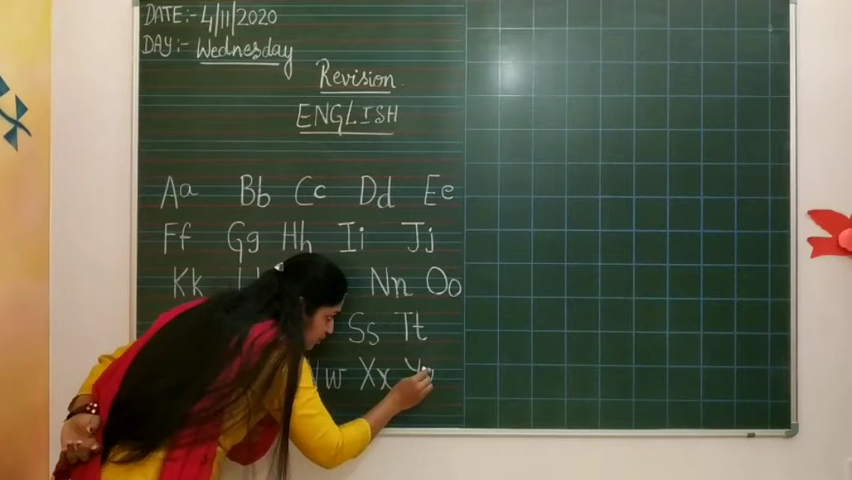 DATE:- 4/11/2020
DAY:- Wednesday
Revision
ENGLISH
Aa Bb Cc Dd Ee
Ff Gg Hh Ii Jj
Kk Nn Oo
Ss Tt
w Xx Yy